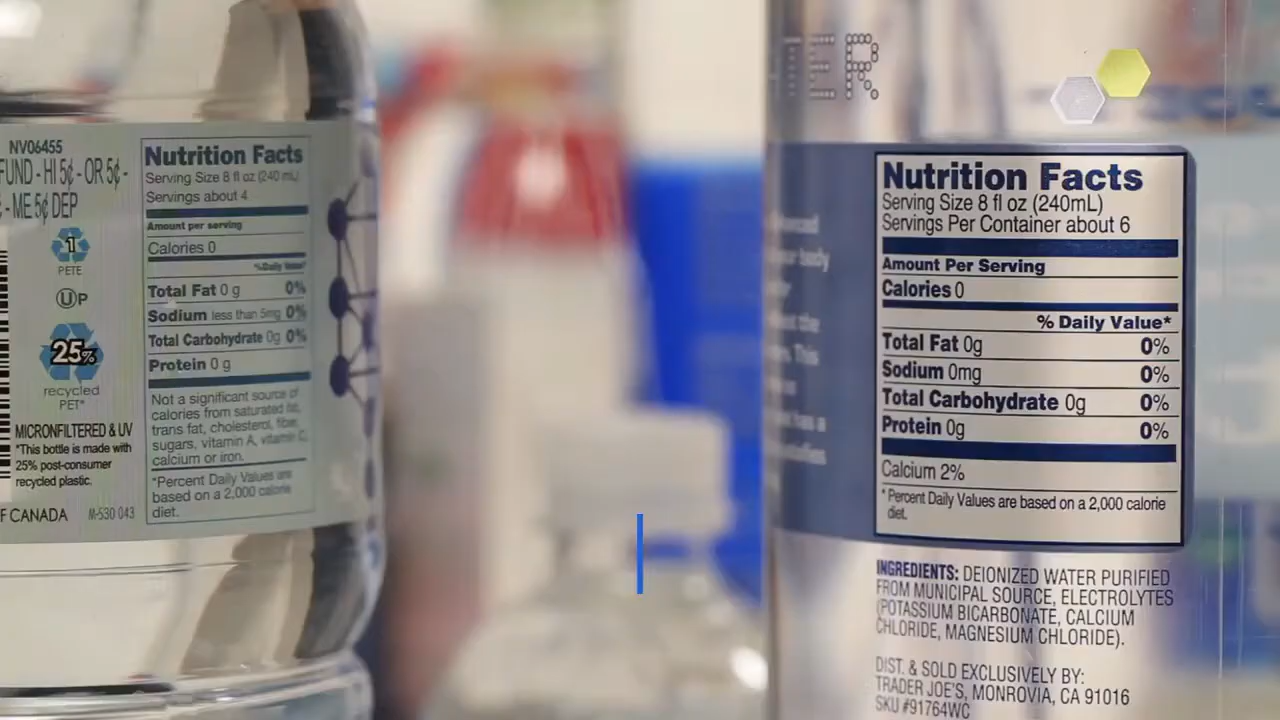 NV06455
FUND - HI 5¢ - OR 5¢ -
- ME 5¢ DEP
1
PETE
UP
25%
recycled
PET*
MICRONFILTERED & UV
*This bottle is made with
25% post-consumer
recycled plastic.
F CANADA M-530 043
Nutrition Facts
Serving Size 8 fl oz (240 mL)
Servings about 4
Amount per serving
Calories 0
%Daily Value*
Total Fat 0 g 0%
Sodium less than 5mg 0%
Total Carbohydrate 0g 0%
Protein 0 g
Not a significant source of
calories from saturated fat,
trans fat, cholesterol, fiber,
sugars, vitamin A, vitamin C,
calcium or iron.
*Percent Daily Values are
based on a 2,000 calorie
diet.
TER
Nutrition Facts
Serving Size 8 fl oz (240mL)
Servings Per Container about 6
Amount Per Serving
Calories 0
% Daily Value*
Total Fat 0g 0%
Sodium 0mg 0%
Total Carbohydrate 0g 0%
Protein 0g 0%
Calcium 2%
* Percent Daily Values are based on a 2,000 calorie
diet.
INGREDIENTS: DEIONIZED WATER PURIFIED
FROM MUNICIPAL SOURCE, ELECTROLYTES
(POTASSIUM BICARBONATE, CALCIUM
CHLORIDE, MAGNESIUM CHLORIDE).
DIST. & SOLD EXCLUSIVELY BY:
TRADER JOE'S, MONROVIA, CA 91016
SKU #91764WC